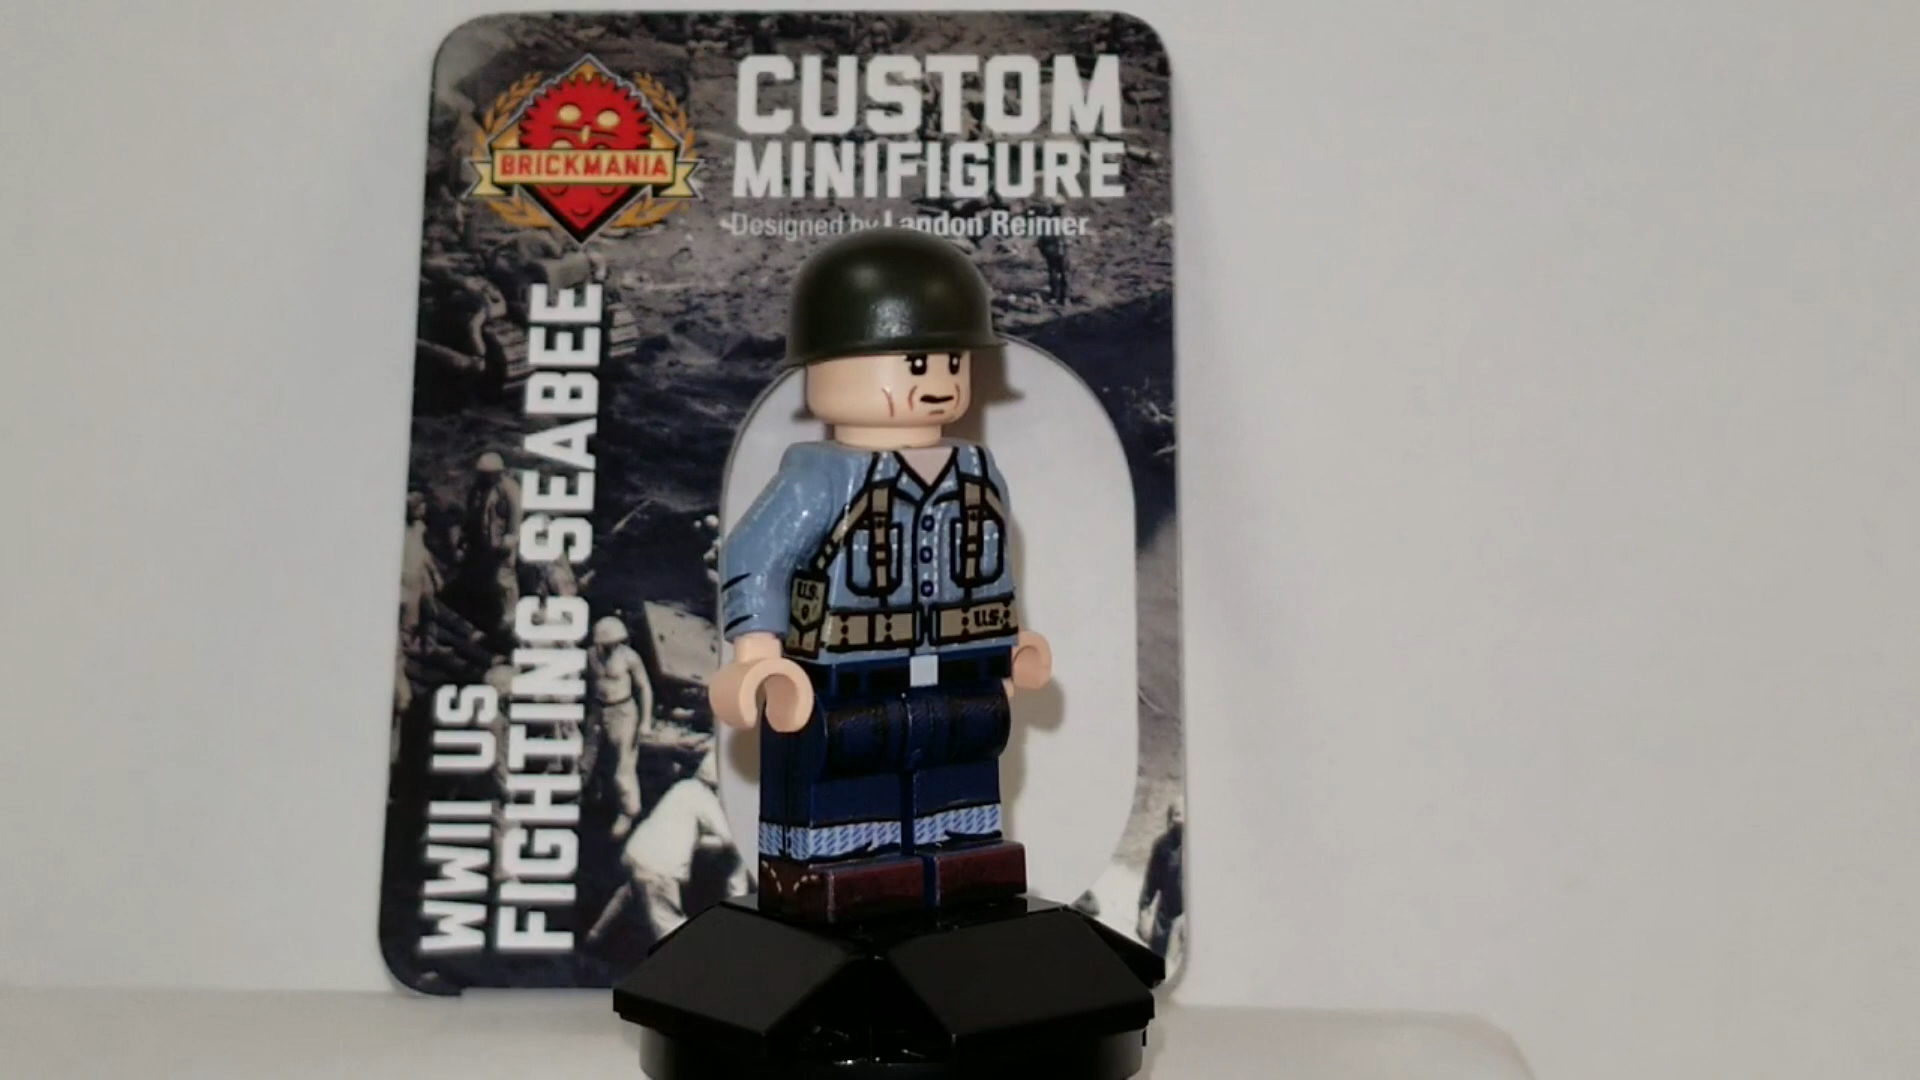 BRICKMANIA
CUSTOM
MINIFIGURE
Designed by Landon Reimer
WWII US
FIGHTING SEABEE
U.S.
U.S.